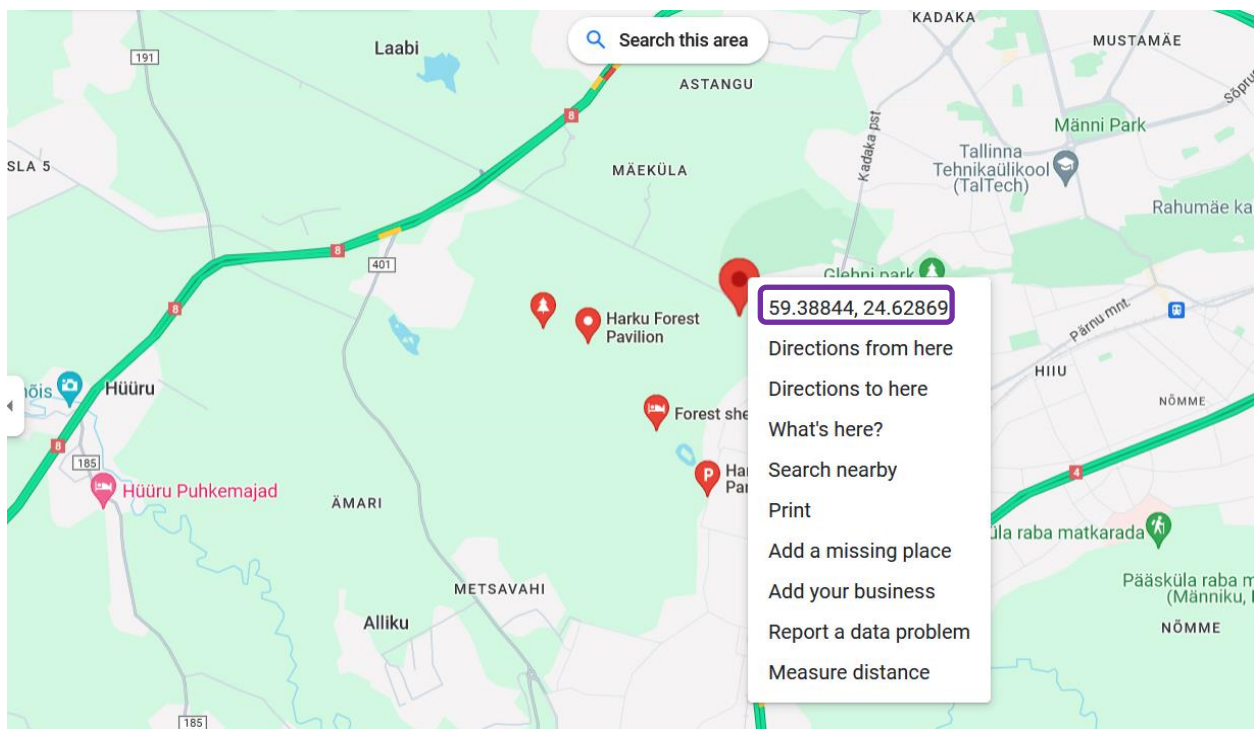 KADAKA
Search this area
MUSTAMÄE
191
Laabi
ASTANGU
8
Männi Park
Kadaka pst
Tallinna
Tehnikaülikool
(TalTech)
SLA 5
MÄEKÜLA
Rahumäe ka
8
401
Glehni park
59.38844, 24.62869
8
Harku Forest
Pavilion
Pärnu mnt.
Directions from here
HIIU
Directions to here
õis
Hüüru
NÕMME
Forest she
What's here?
8
185
Search nearby
4
P
Har
Par
Hüüru Puhkemajad
ÄMARI
Print
üla raba matkarada
Add a missing place
METSAVAHI
Add your business
Pääsküla raba m
(Männiku,
Alliku
Report a data problem
NÕMME
Measure distance
185